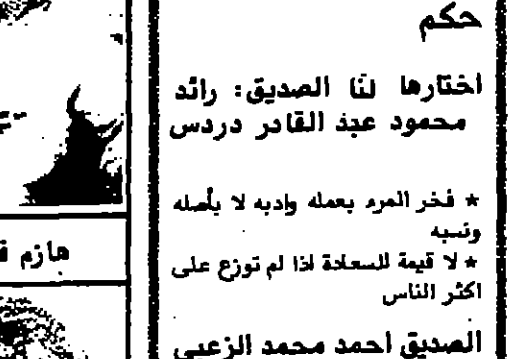 حكم
اختارها لنا الصديق: رائد
محمود عبد القادر دردس
* فخر المرء بعمله وادبه لا بأصله
ونسبه
* لا قيمة للسعادة اذا لم توزع على
اكثر الناس
الصديق احمد محمد الزعبي
هازم